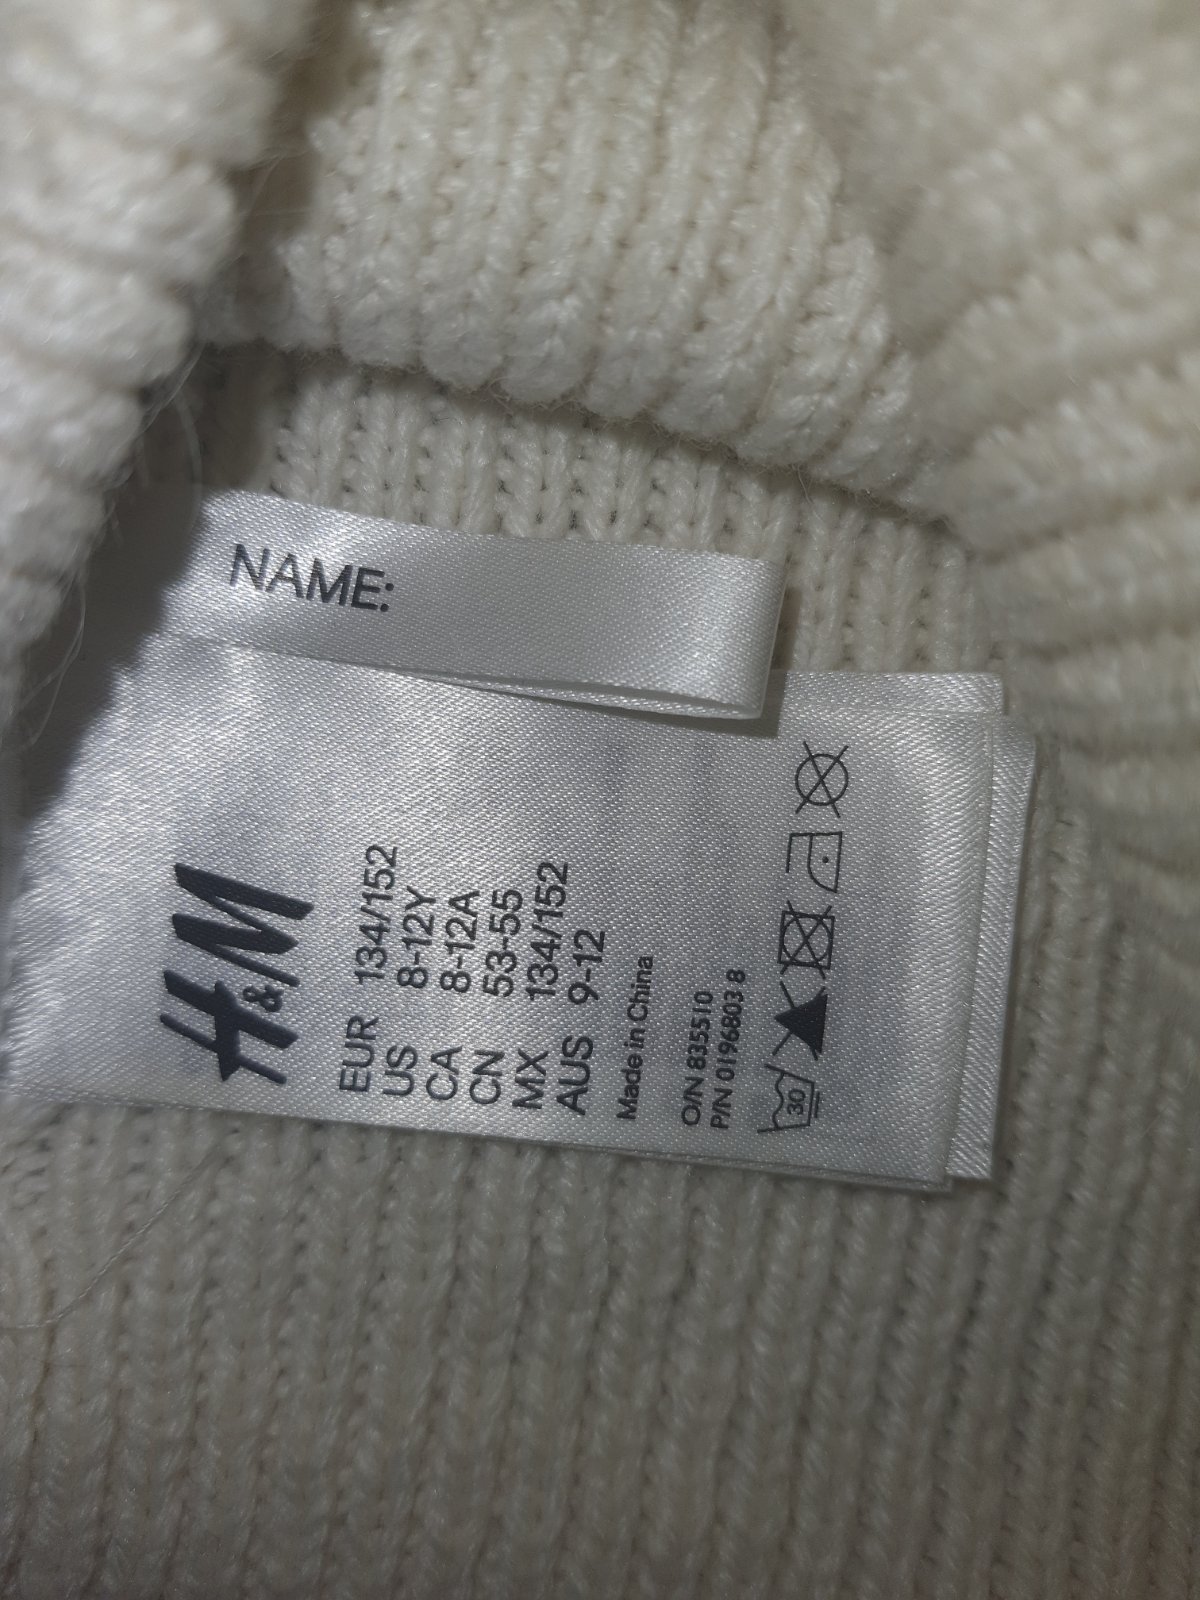 NAME:
H&M
EUR 134/152
US 8-12Y
CA 8-12A
CN 53-55
MX 134/152
AUS 9-12
Made in China
O/N 835510
P/N 0196803 8
30